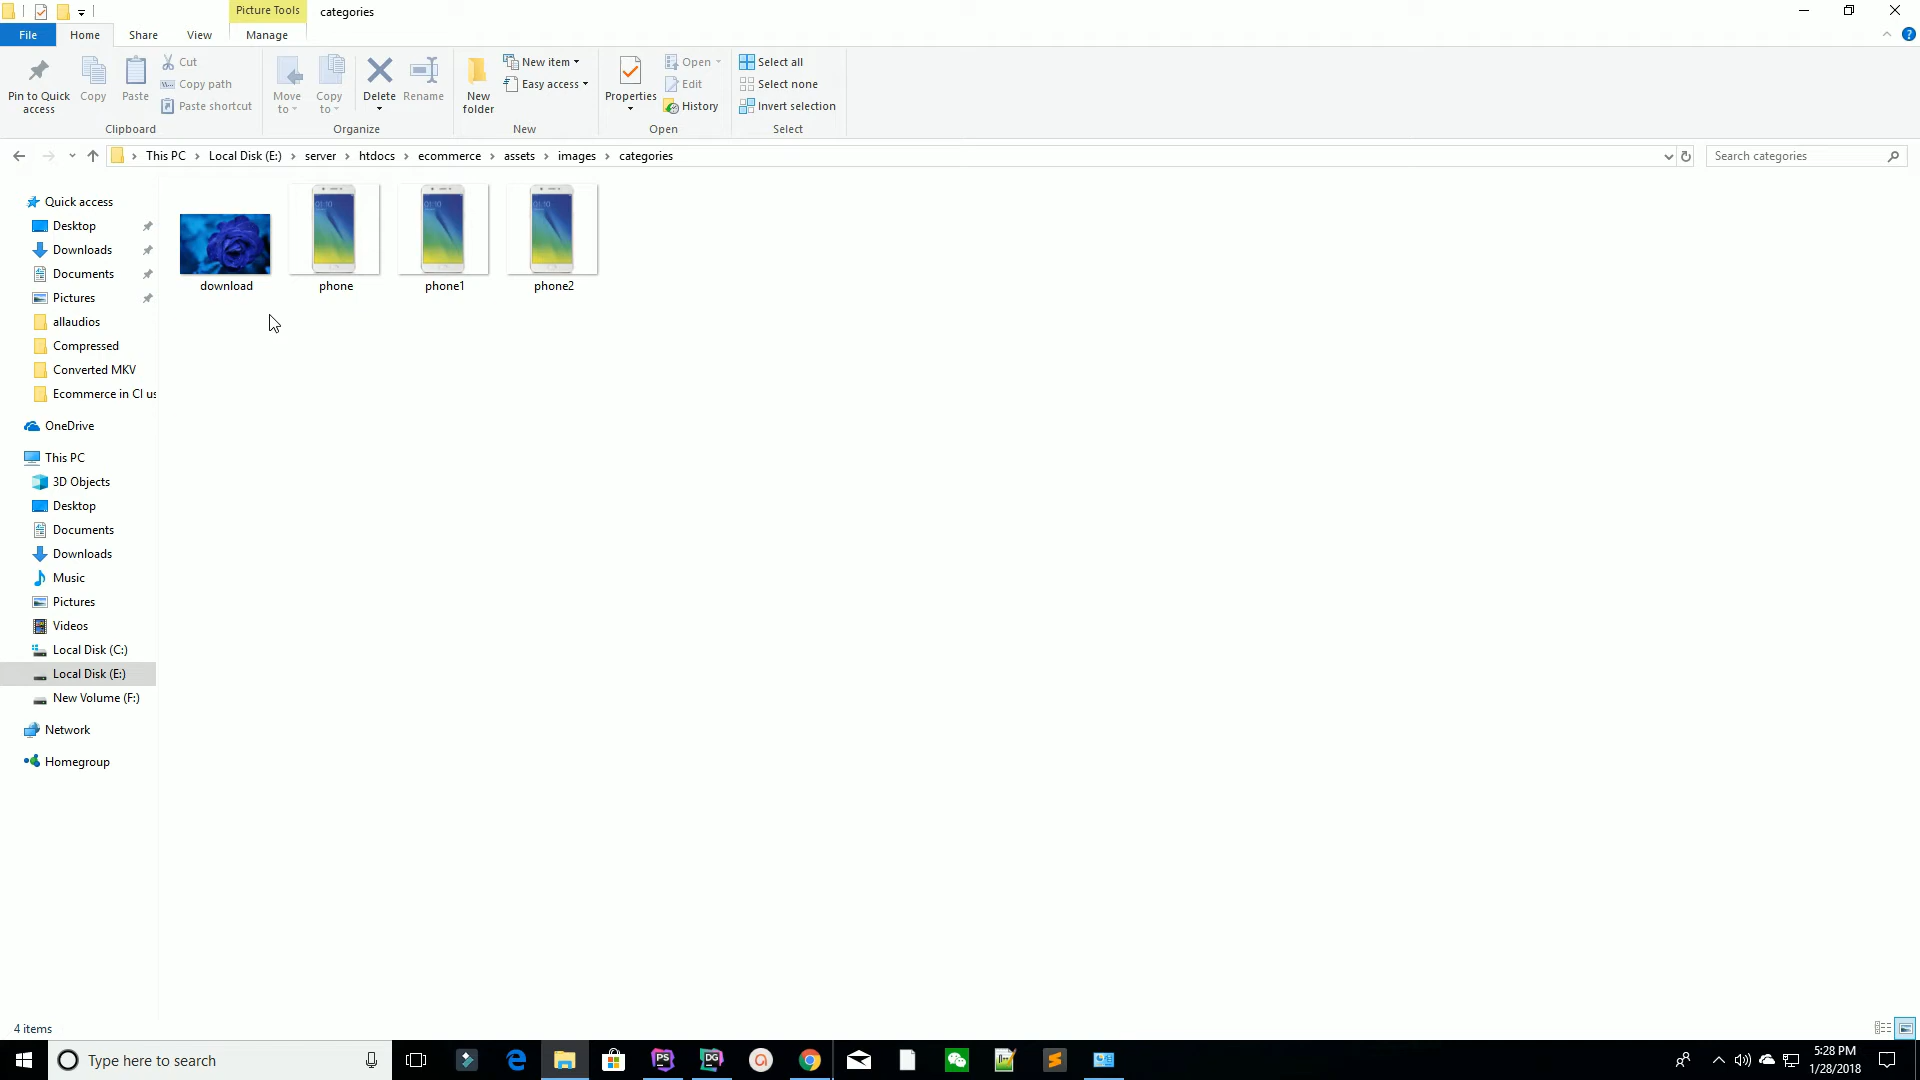 Picture Tools
categories
File
Home
Share
View
Manage
Pin to Quick
access
Copy
Paste
Cut
Copy path
Paste shortcut
Clipboard
Move
to
Copy
to
Delete
Rename
Organize
New
folder
New item
Easy access
New
Properties
Open
Edit
History
Open
Select all
Select none
Invert selection
Select
This PC
Local Disk (E:)
server
htdocs
ecommerce
assets
images
categories
Search categories
Quick access
Desktop
Downloads
Documents
Pictures
allaudios
Compressed
Converted MKV
Ecommerce in CI us
OneDrive
This PC
3D Objects
Desktop
Documents
Downloads
Music
Pictures
Videos
Local Disk (C:)
Local Disk (E:)
New Volume (F:)
Network
Homegroup
download
phone
phone1
phone2
4 items
Type here to search
PS
DG
5:28 PM
1/28/2018